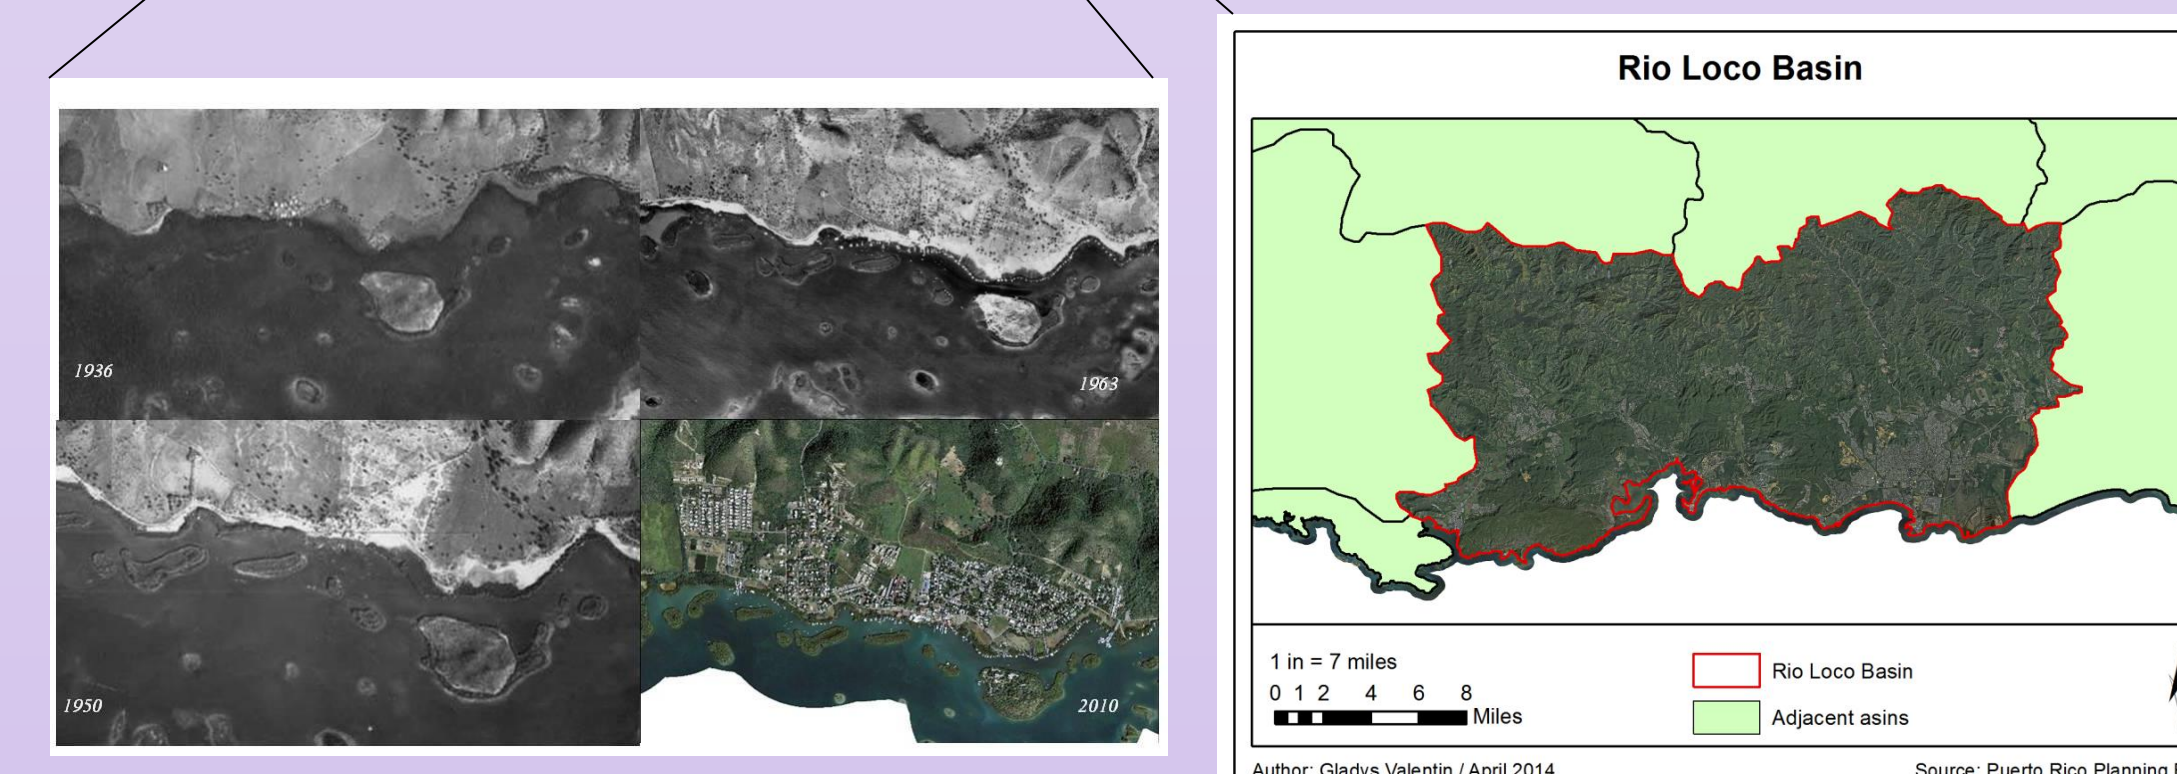 1936
1963
1950
2010
Rio Loco Basin
1 in = 7 miles
0 1 2 4 6 8
Miles
Rio Loco Basin
Adjacent asins
Author: Gladys Valentin / April 2014
Source: Puerto Rico Planning